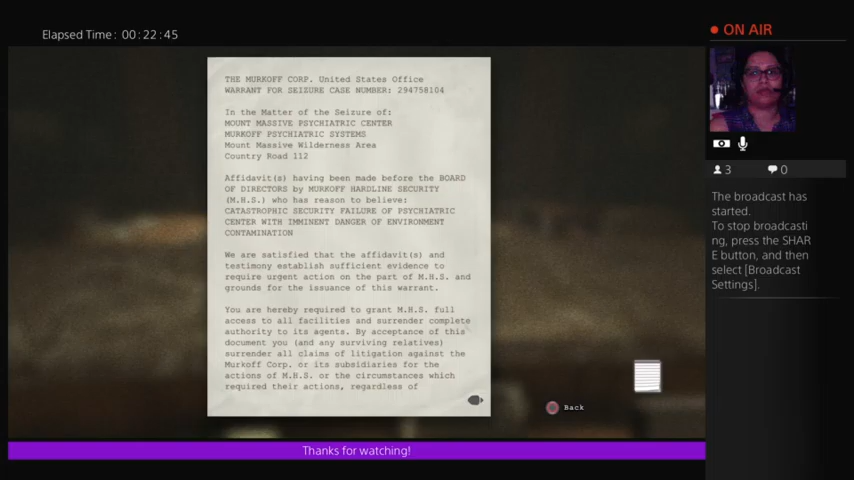 Elapsed Time: 00:22:45
ON AIR
THE MURKOFF CORP. United States Office
WARRANT FOR SEIZURE CASE NUMBER: 294758104
In the Matter of the Seizure of:
MOUNT MASSIVE PSYCHIATRIC CENTER
MURKOFF PSYCHIATRIC SYSTEMS
Mount Massive Wilderness Area
Country Road 112
Affidavit(s) having been made before the BOARD
OF DIRECTORS by MURKOFF HARDLINE SECURITY
(M.H.S.) who has reason to believe:
CATASTROPHIC SECURITY FAILURE OF PSYCHIATRIC
CENTER WITH IMMINENT DANGER OF ENVIRONMENT
CONTAMINATION
We are satisfied that the affidavit(s) and
testimony establish sufficient evidence to
require urgent action on the part of M.H.S. and
grounds for the issuance of this warrant.
You are hereby required to grant M.H.S. full
access to all facilities and surrender complete
authority to its agents. By acceptance of this
document you (and any surviving relatives)
surrender all claims of litigation against the
Murkoff Corp. or its subsidiaries for the
actions of M.H.S. or the circumstances which
required their actions, regardless of
Back
Thanks for watching!
3
0
The broadcast has
started.
To stop broadcasti
ng, press the SHAR
E button, and then
select [Broadcast
Settings].